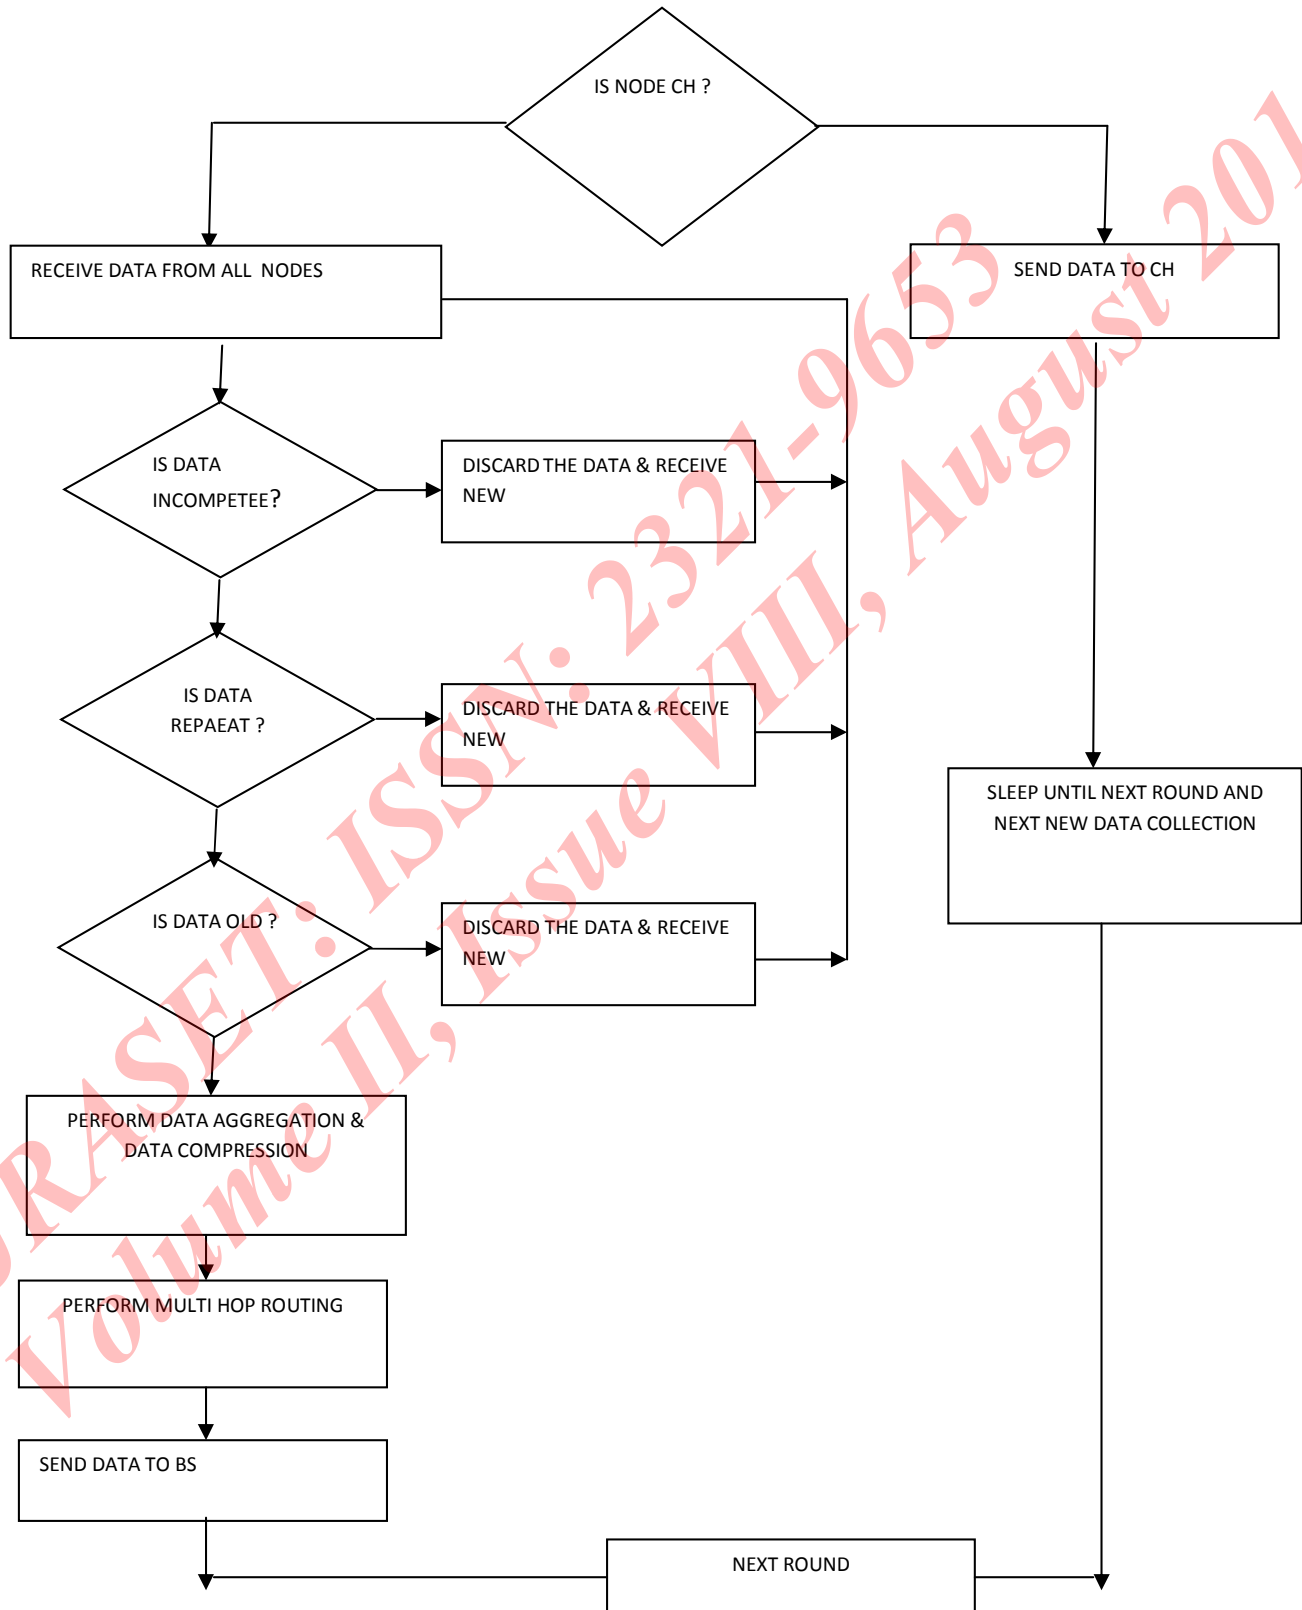 IS NODE CH ?
RECEIVE DATA FROM ALL NODES
SEND DATA TO CH
IS DATA
INCOMPETEE?
DISCARD THE DATA & RECEIVE
NEW
IS DATA
REPAEAT ?
DISCARD THE DATA & RECEIVE
NEW
SLEEP UNTIL NEXT ROUND AND
NEXT NEW DATA COLLECTION
IS DATA OLD ?
DISCARD THE DATA & RECEIVE
NEW
PERFORM DATA AGGREGATION &
DATA COMPRESSION
PERFORM MULTI HOP ROUTING
SEND DATA TO BS
NEXT ROUND
RASET: ISSN: 2321-9653
Volume II, Issue VIII, August 201